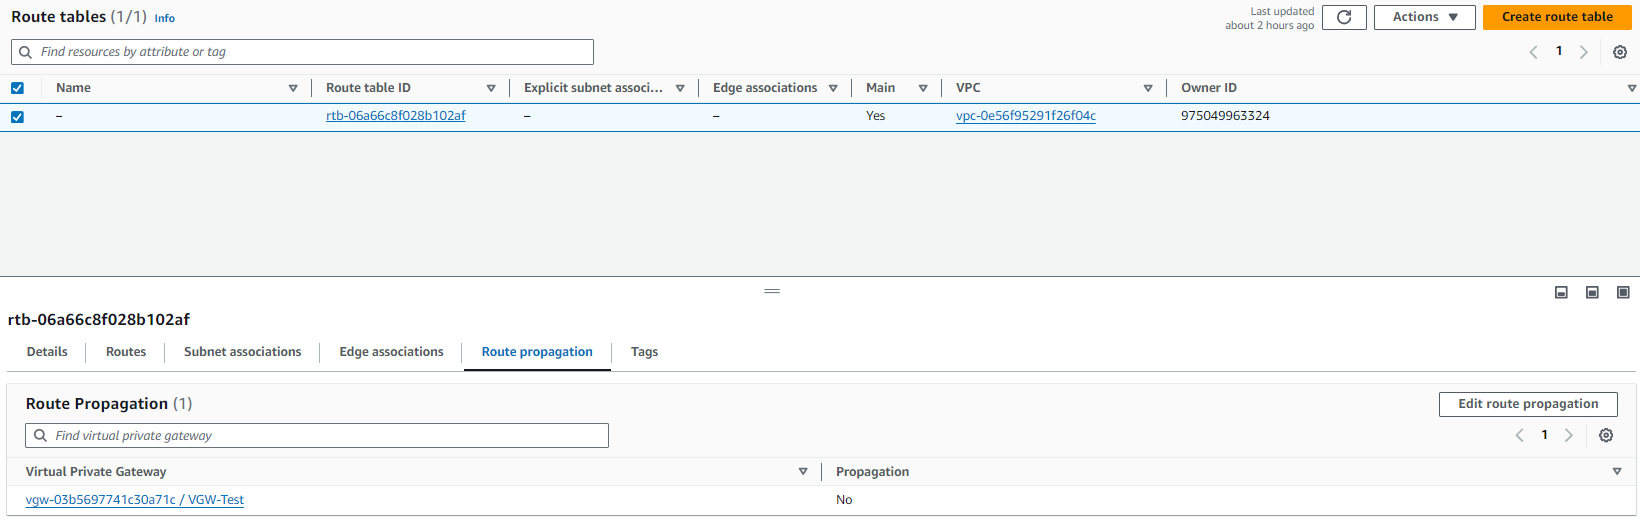 Route tables (1/1) Info
Last updated
about 2 hours ago
Actions
Create route table
Find resources by attribute or tag
1
Name Route table ID Explicit subnet associ... Edge associations Main VPC Owner ID
– rtb-06a66c8f028b102af – – Yes vpc-0e56f95291f26f04c 975049963324
rtb-06a66c8f028b102af
Details Routes Subnet associations Edge associations Route propagation Tags
Route Propagation (1)
Edit route propagation
Find virtual private gateway
1
Virtual Private Gateway Propagation
vgw-03b5697741c30a71c / VGW-Test No